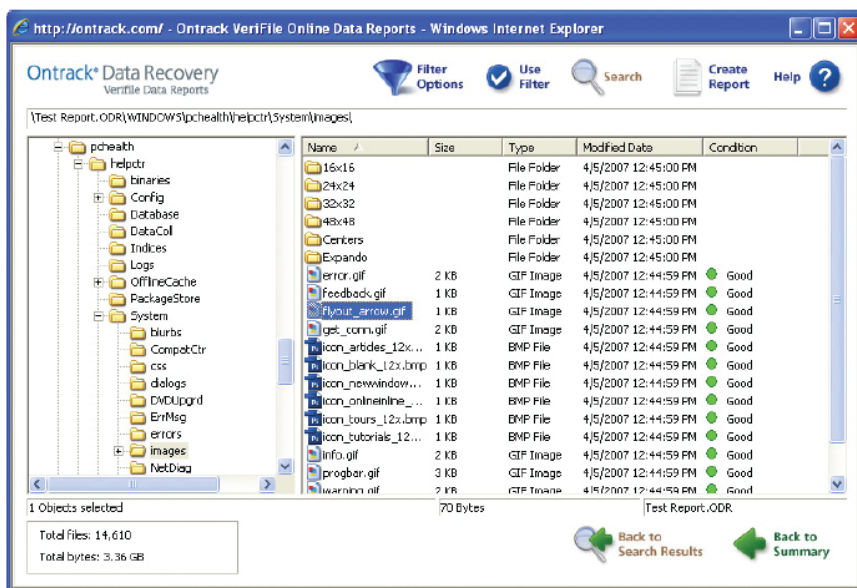 http://ontrack.com/ - Ontrack VeriFile Online Data Reports - Windows Internet Explorer
Ontrack® Data Recovery
Verifile Data Reports
Filter Options
Use Filter
Search
Create Report
Help
\Test Report.ODR\WINDOWS\pchealth\helpctr\System\images\
pchealth
helpctr
binaries
Config
Database
DataColl
Indices
Logs
OfflineCache
PackageStore
System
blurbs
CompatCtr
css
dialogs
DVDUpgrd
ErrMsg
errors
images
NetDiag
Name Size Type Modified Date Condition
16x16 File Folder 4/5/2007 12:45:00 PM
24x24 File Folder 4/5/2007 12:45:00 PM
32x32 File Folder 4/5/2007 12:45:00 PM
48x48 File Folder 4/5/2007 12:45:00 PM
Centers File Folder 4/5/2007 12:45:00 PM
Expando File Folder 4/5/2007 12:45:00 PM
error.gif 2 KB GIF Image 4/5/2007 12:44:59 PM Good
feedback.gif 1 KB GIF Image 4/5/2007 12:44:59 PM Good
flyout_arrow.gif 1 KB GIF Image 4/5/2007 12:44:59 PM Good
get_conn.gif 2 KB GIF Image 4/5/2007 12:44:59 PM Good
icon_articles_12x... 1 KB BMP File 4/5/2007 12:44:59 PM Good
icon_blank_12x.bmp 1 KB BMP File 4/5/2007 12:44:59 PM Good
icon_newwindow... 1 KB BMP File 4/5/2007 12:44:59 PM Good
icon_onlineinline_... 1 KB BMP File 4/5/2007 12:44:59 PM Good
icon_tours_12x.bmp 1 KB BMP File 4/5/2007 12:44:59 PM Good
icon_tutorials_12... 1 KB BMP File 4/5/2007 12:44:59 PM Good
info.gif 2 KB GIF Image 4/5/2007 12:44:59 PM Good
progbar.gif 3 KB GIF Image 4/5/2007 12:44:59 PM Good
warning.gif 2 KB GIF Image 4/5/2007 12:44:59 PM Good
1 Objects selected 70 Bytes Test Report.ODR
Total files: 14,610
Total bytes: 3.36 GB
Back to Search Results
Back to Summary